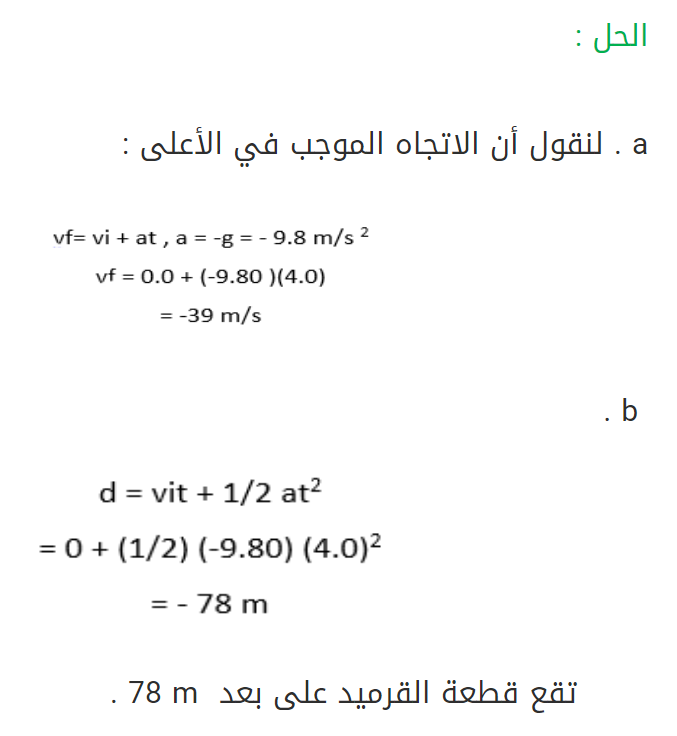 الحل :
a . لنقول أن الاتجاه الموجب في الأعلى :
vf= vi + at , a = -g = - 9.8 m/s ²
vf = 0.0 + (-9.80 )(4.0)
= -39 m/s
b .
d = vit + 1/2 at²
= 0 + (1/2) (-9.80) (4.0)²
= - 78 m
تقع قطعة القرميد على بعد 78 m .